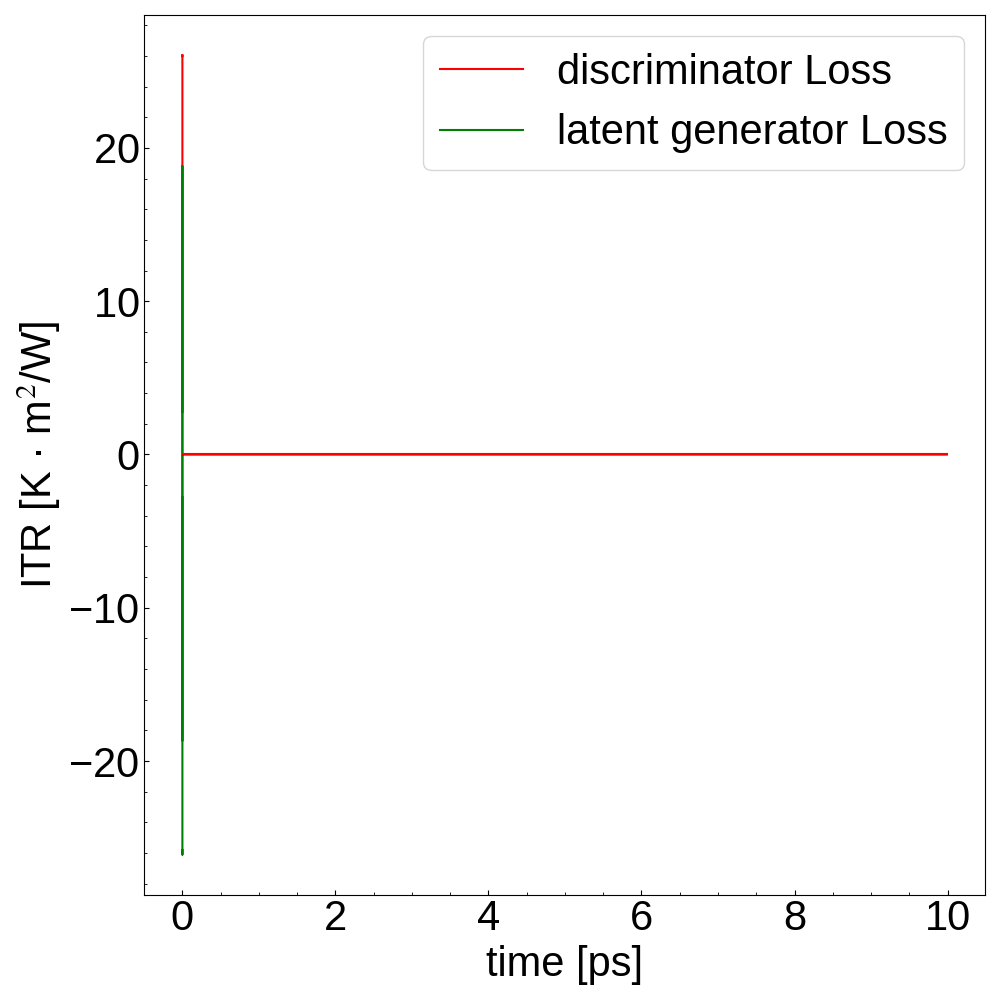 discriminator Loss
latent generator Loss
20
10
0
−10
−20
ITR [K · m²/W]
0 2 4 6 8 10
time [ps]